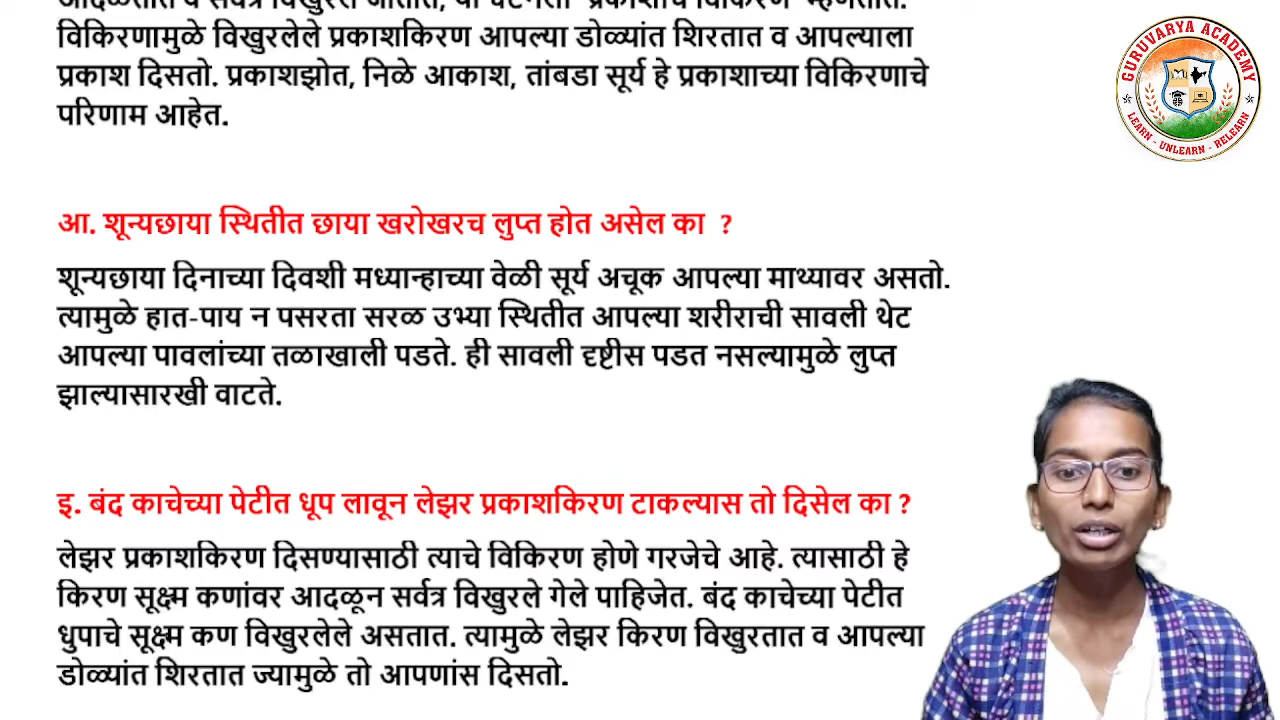 विकिरणामुळे विखुरलेले प्रकाशकिरण आपल्या डोळ्यांत शिरतात व आपल्याला
प्रकाश दिसतो. प्रकाशझोत, निळे आकाश, तांबडा सूर्य हे प्रकाशाच्या विकिरणाचे
परिणाम आहेत.
GURUVARYA ACADEMY
LEARN - UNLEARN - RELEARN
आ. शून्यछाया स्थितीत छाया खरोखरच लुप्त होत असेल का ?
शून्यछाया दिनाच्या दिवशी मध्यान्हाच्या वेळी सूर्य अचूक आपल्या माथ्यावर असतो.
त्यामुळे हात-पाय न पसरता सरळ उभ्या स्थितीत आपल्या शरीराची सावली थेट
आपल्या पावलांच्या तळाखाली पडते. ही सावली दृष्टीस पडत नसल्यामुळे लुप्त
झाल्यासारखी वाटते.
इ. बंद काचेच्या पेटीत धूप लावून लेझर प्रकाशकिरण टाकल्यास तो दिसेल का ?
लेझर प्रकाशकिरण दिसण्यासाठी त्याचे विकिरण होणे गरजेचे आहे. त्यासाठी हे
किरण सूक्ष्म कणांवर आदळून सर्वत्र विखुरले गेले पाहिजेत. बंद काचेच्या पेटीत
धुपाचे सूक्ष्म कण विखुरलेले असतात. त्यामुळे लेझर किरण विखुरतात व आपल्या
डोळ्यांत शिरतात ज्यामुळे तो आपणांस दिसतो.